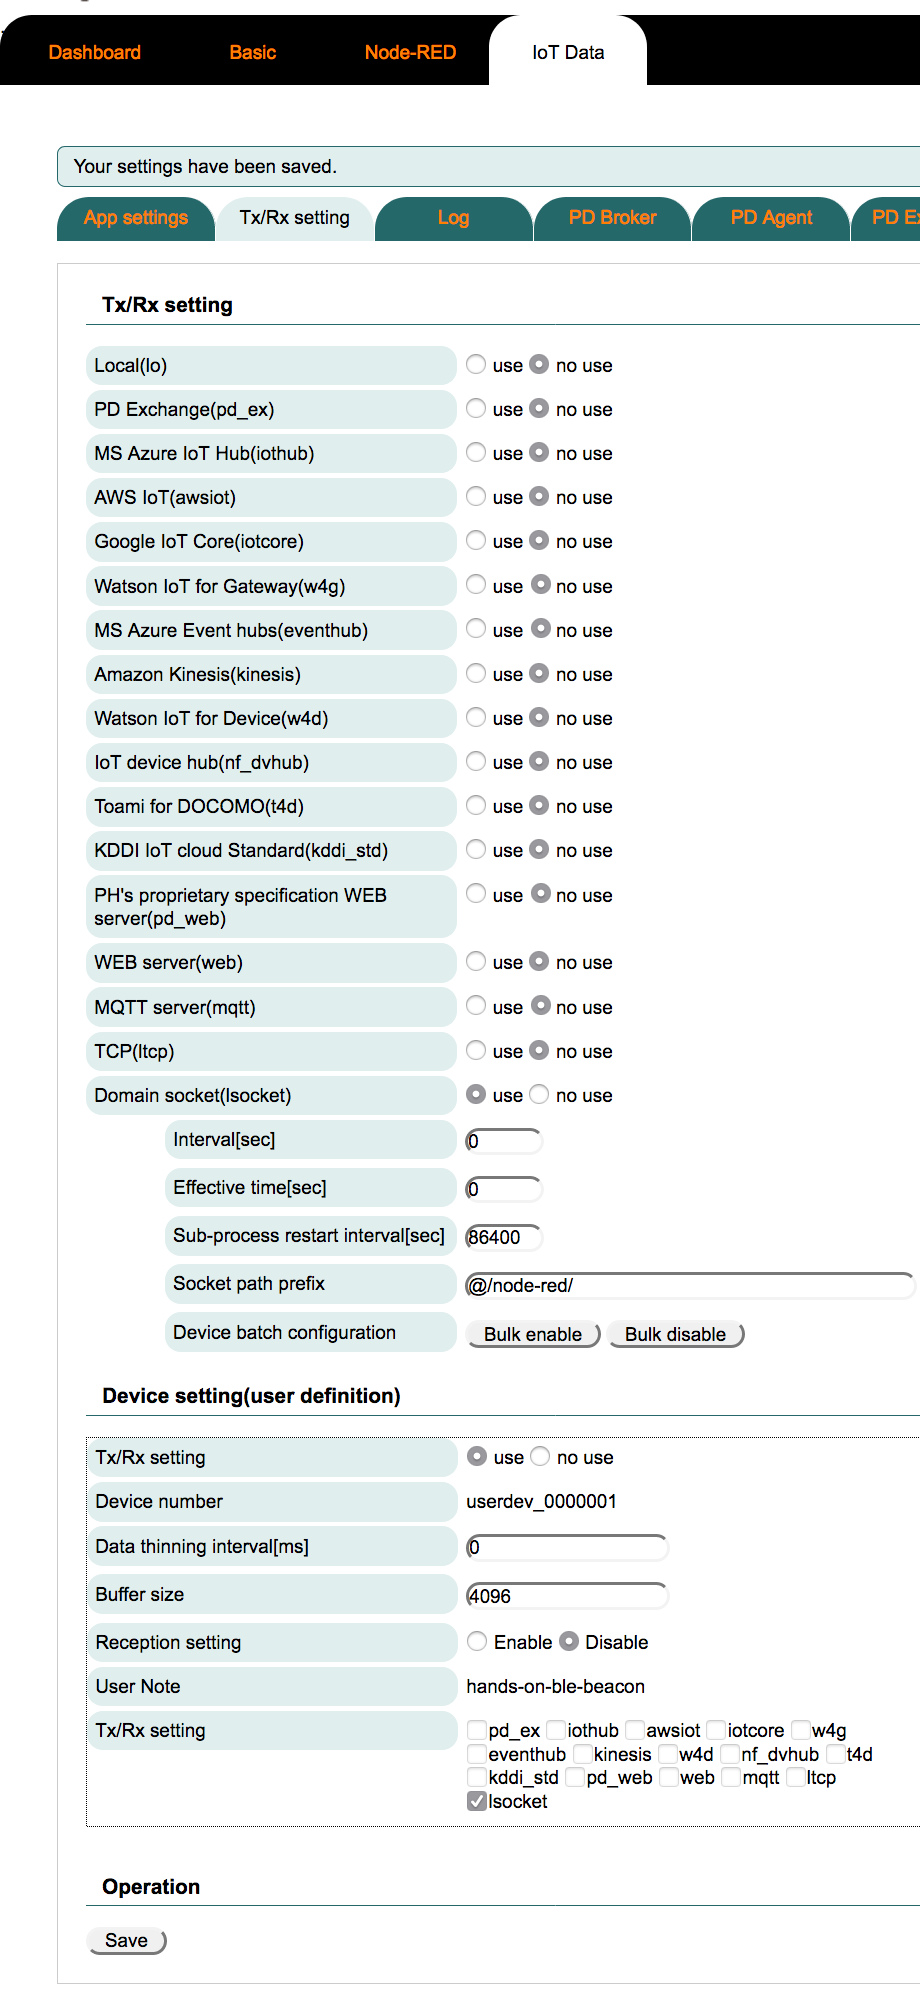 Dashboard Basic Node-RED IoT Data
Your settings have been saved.
App settings Tx/Rx setting Log PD Broker PD Agent PD Ex
Tx/Rx setting
Local(lo) use no use
PD Exchange(pd_ex) use no use
MS Azure IoT Hub(iothub) use no use
AWS IoT(awsiot) use no use
Google IoT Core(iotcore) use no use
Watson IoT for Gateway(w4g) use no use
MS Azure Event hubs(eventhub) use no use
Amazon Kinesis(kinesis) use no use
Watson IoT for Device(w4d) use no use
IoT device hub(nf_dvhub) use no use
Toami for DOCOMO(t4d) use no use
KDDI IoT cloud Standard(kddi_std) use no use
PH's proprietary specification WEB use no use
server(pd_web)
WEB server(web) use no use
MQTT server(mqtt) use no use
TCP(ltcp) use no use
Domain socket(lsocket) use no use
Interval[sec] 0
Effective time[sec] 0
Sub-process restart interval[sec] 86400
Socket path prefix @/node-red/
Device batch configuration Bulk enable Bulk disable
Device setting(user definition)
Tx/Rx setting use no use
Device number userdev_0000001
Data thinning interval[ms] 0
Buffer size 4096
Reception setting Enable Disable
User Note hands-on-ble-beacon
Tx/Rx setting pd_ex iothub awsiot iotcore w4g
eventhub kinesis w4d nf_dvhub t4d
kddi_std pd_web web mqtt ltcp
lsocket
Operation
Save